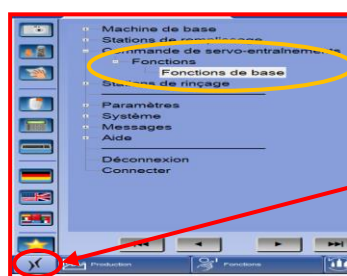 Machine de base
Stations de remplissage
Commande de servo-entraînements
Fonctions
Fonctions de base
Stations de rinçage
Paramètres
Système
Messages
Aide
Déconnexion
Connecter
Production
Fonctions